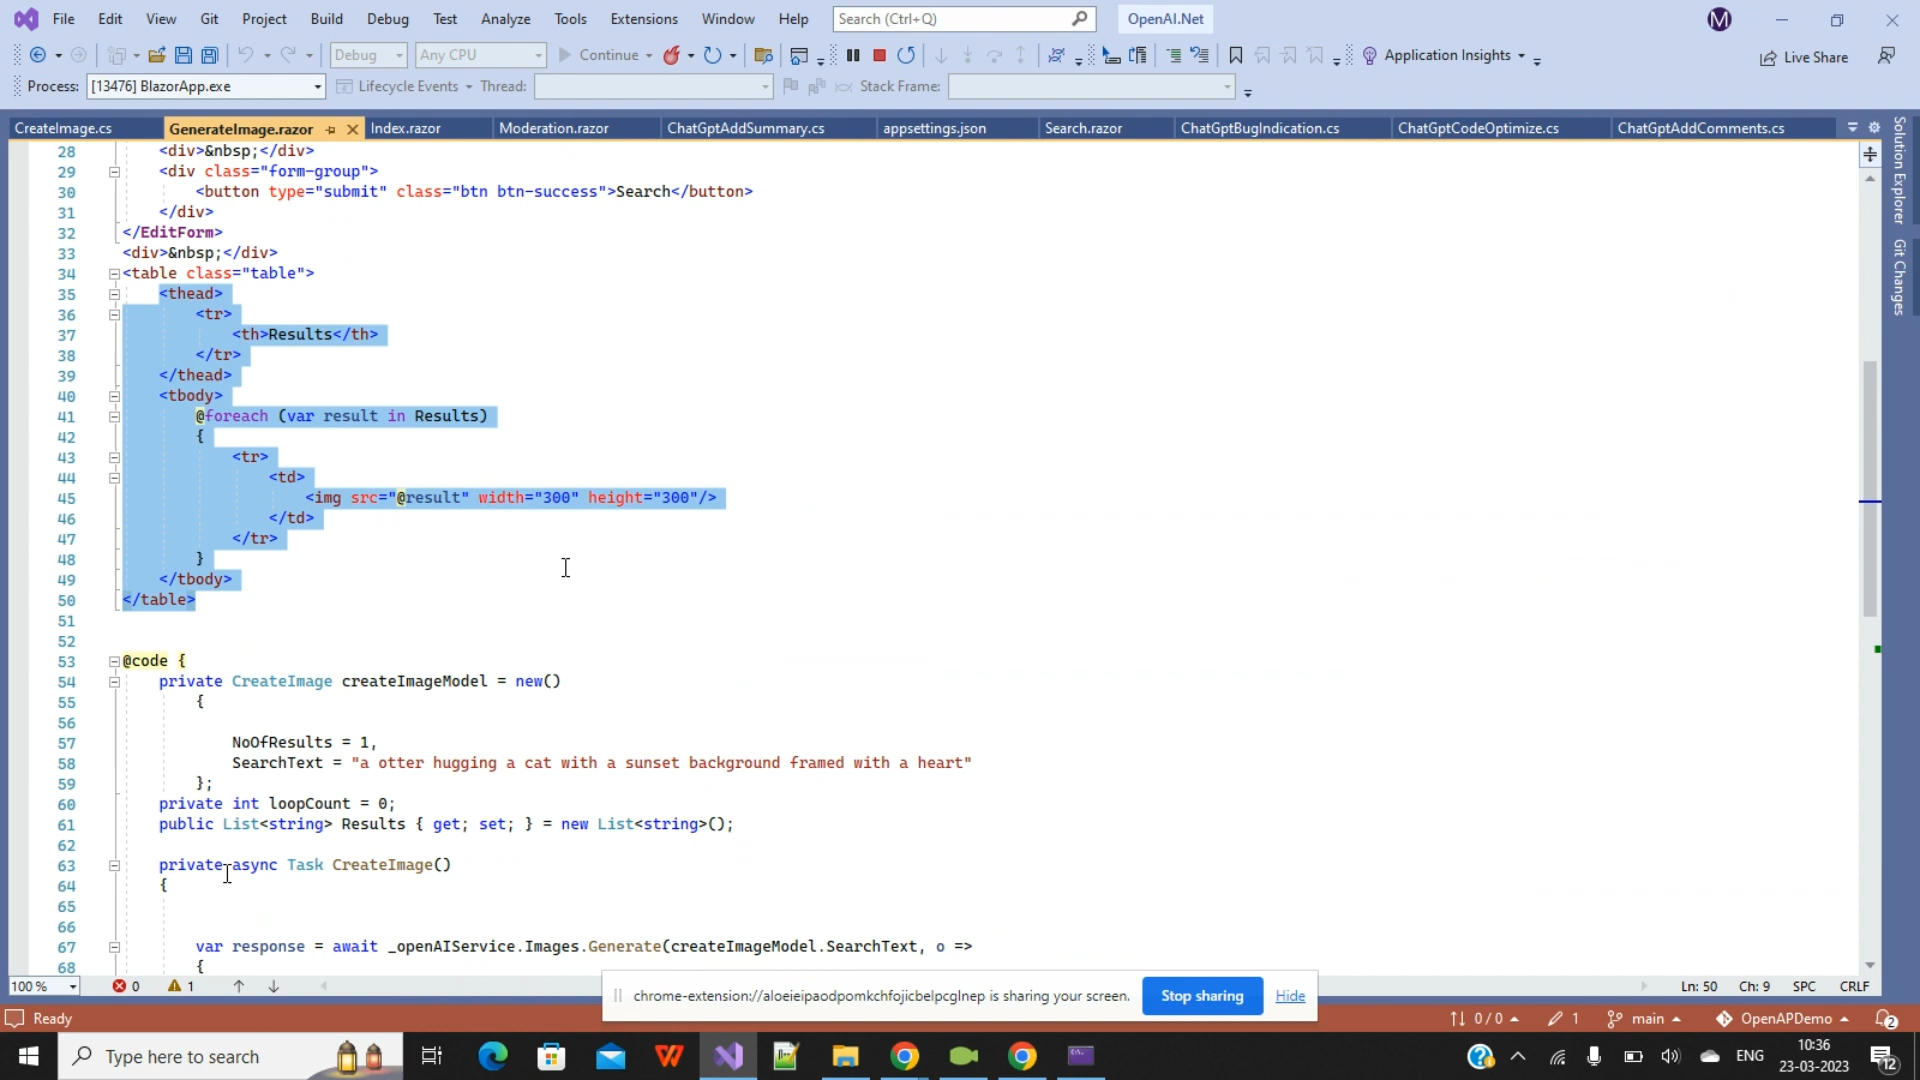 File Edit View Git Project Build Debug Test Analyze Tools Extensions Window Help Search (Ctrl+Q) OpenAI.Net M
Debug Any CPU Continue Application Insights Live Share
Process: [13476] BlazorApp.exe Lifecycle Events Thread: Stack Frame:
CreateImage.cs GenerateImage.razor Index.razor Moderation.razor ChatGptAddSummary.cs appsettings.json Search.razor ChatGptBugIndication.cs ChatGptCodeOptimize.cs ChatGptAddComments.cs
Solution Explorer
Git Changes
28 <div>&nbsp;</div>
29 <div class="form-group">
30 <button type="submit" class="btn btn-success">Search</button>
31 </div>
32 </EditForm>
33 <div>&nbsp;</div>
34 <table class="table">
35 <thead>
36 <tr>
37 <th>Results</th>
38 </tr>
39 </thead>
40 <tbody>
41 @foreach (var result in Results)
42 {
43 <tr>
44 <td>
45 <img src="@result" width="300" height="300"/>
46 </td>
47 </tr>
48 }
49 </tbody>
50 </table>
51
52
53 @code {
54 private CreateImage createImageModel = new()
55 {
56
57 NoOfResults = 1,
58 SearchText = "a otter hugging a cat with a sunset background framed with a heart"
59 };
60 private int loopCount = 0;
61 public List<string> Results { get; set; } = new List<string>();
62
63 private async Task CreateImage()
64 {
65
66
67 var response = await _openAIService.Images.Generate(createImageModel.SearchText, o =>
68 {
100 % 0 1 Ln: 50 Ch: 9 SPC CRLF
chrome-extension://aloeieipaodpomkchfojicbelpcglnep is sharing your screen. Stop sharing Hide
Ready 0 / 0 1 main OpenAPDemo 2
Type here to search ENG 10:36
23-03-2023 12